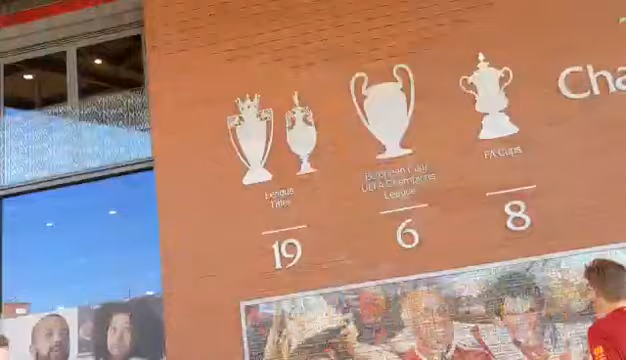 Cha
League
Titles
European Cup/
UEFA Champions
League
FA Cups
19
6
8